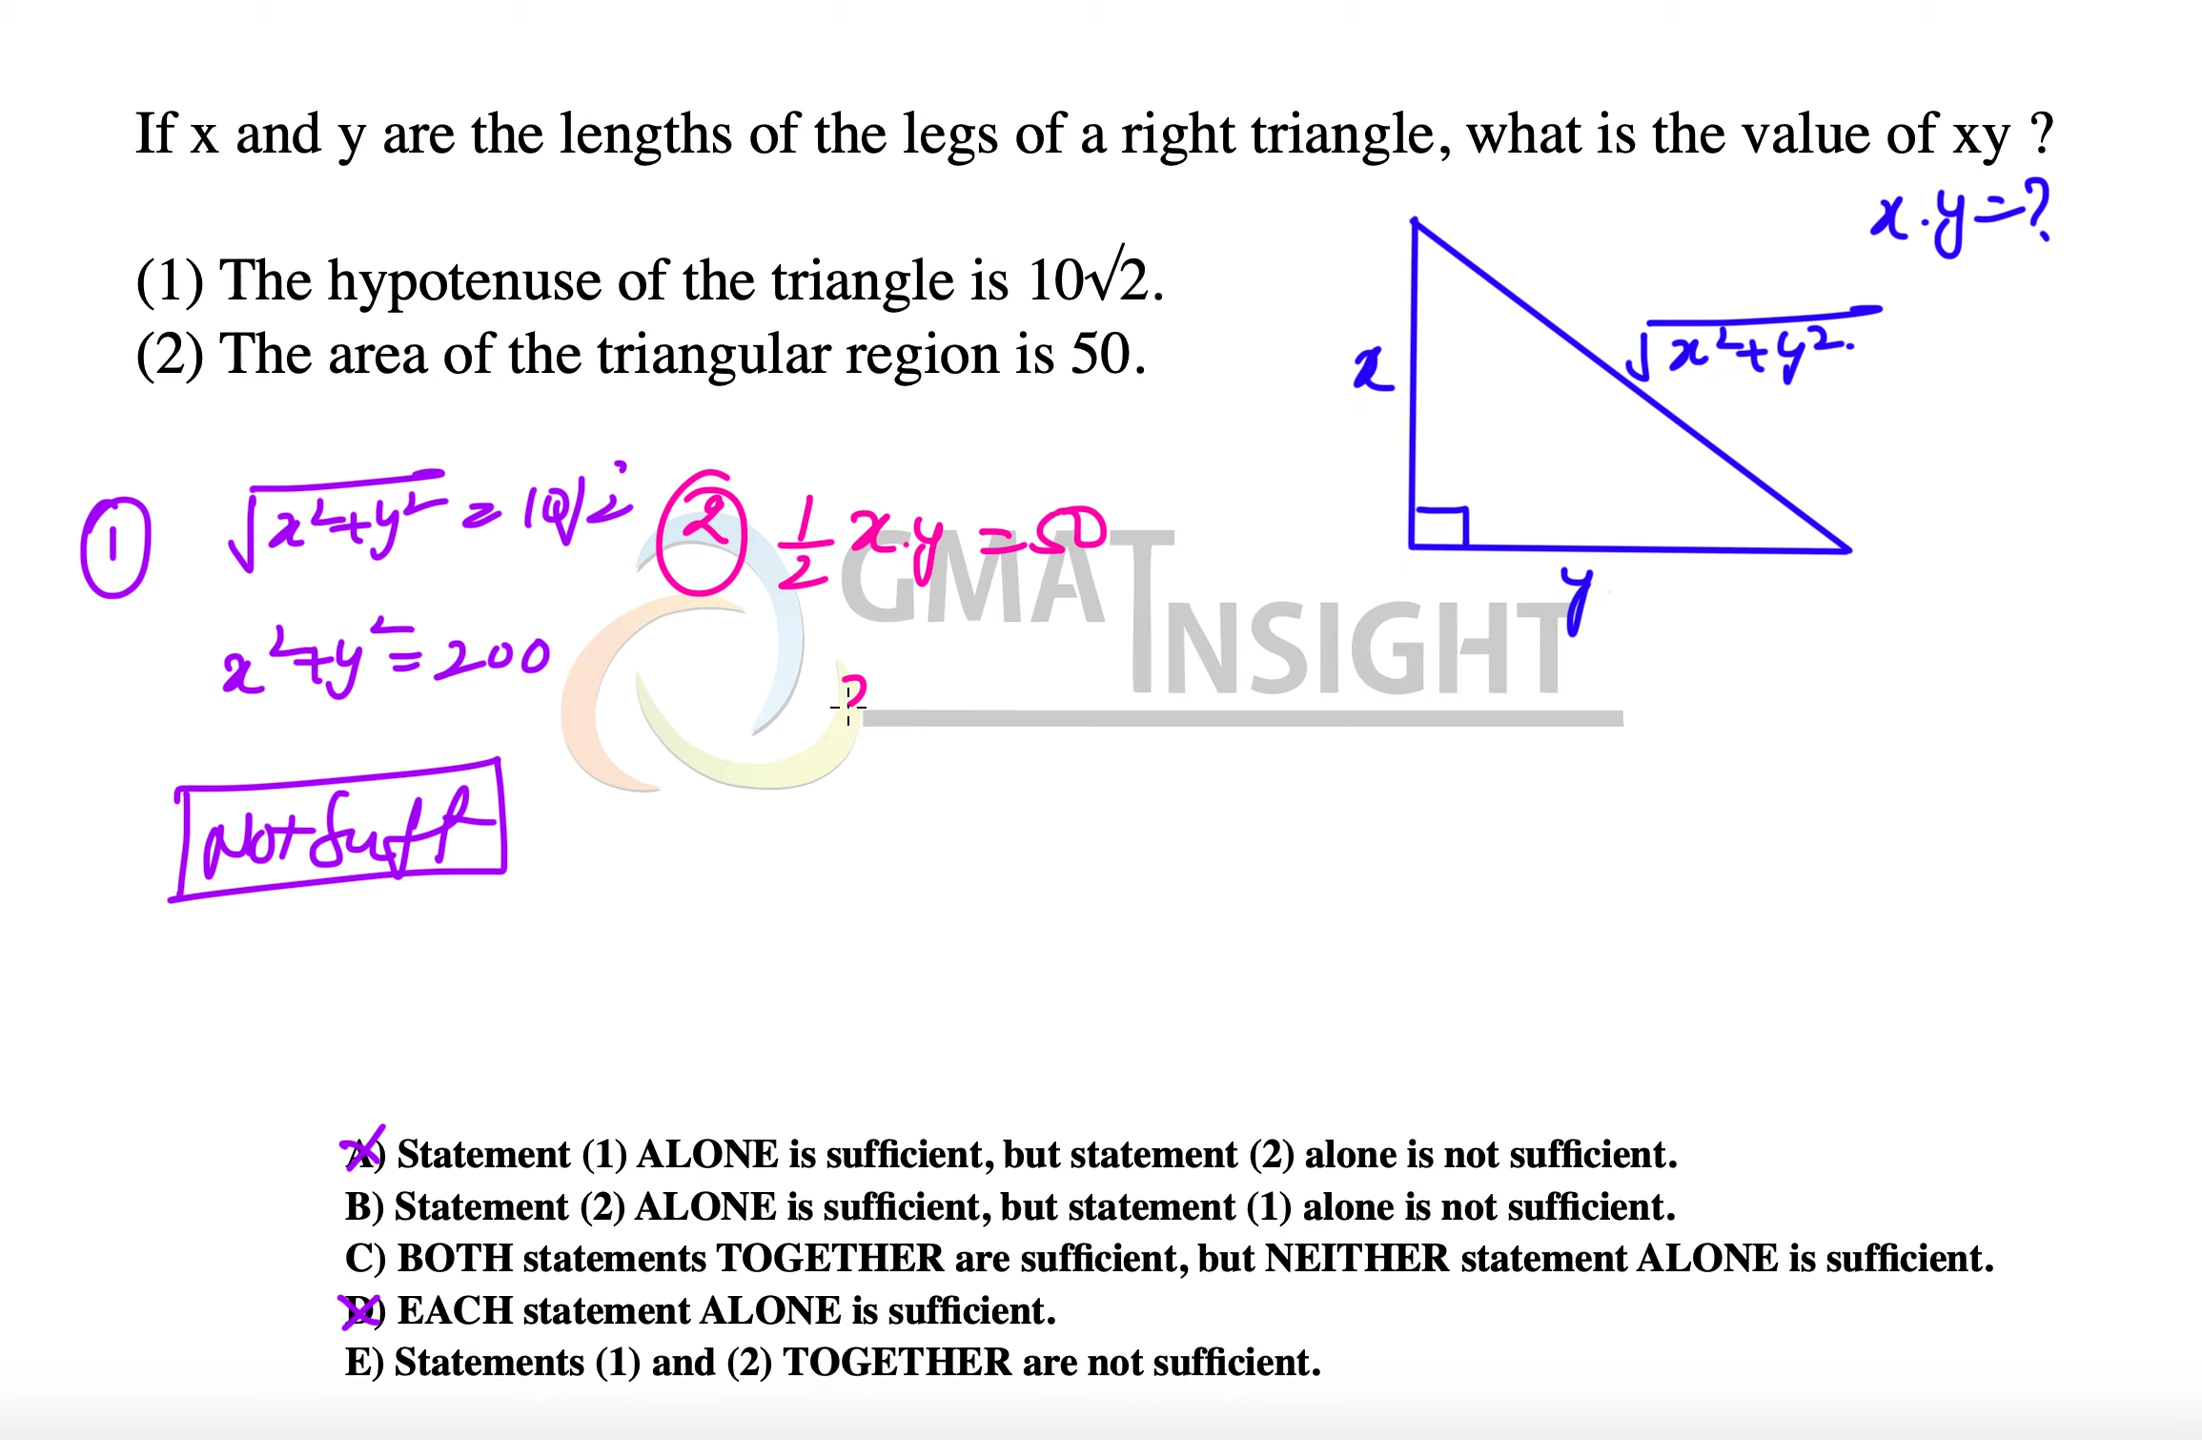 If x and y are the lengths of the legs of a right triangle, what is the value of xy ?
x.y=?
(1) The hypotenuse of the triangle is 10√2.
(2) The area of the triangular region is 50.
x
√x²+y².
y
① √x²+y² = 10√2
x²+y² = 200
Not Suff
② 1/2 x.y = 50
GMAT
INSIGHT
A) Statement (1) ALONE is sufficient, but statement (2) alone is not sufficient.
B) Statement (2) ALONE is sufficient, but statement (1) alone is not sufficient.
C) BOTH statements TOGETHER are sufficient, but NEITHER statement ALONE is sufficient.
D) EACH statement ALONE is sufficient.
E) Statements (1) and (2) TOGETHER are not sufficient.